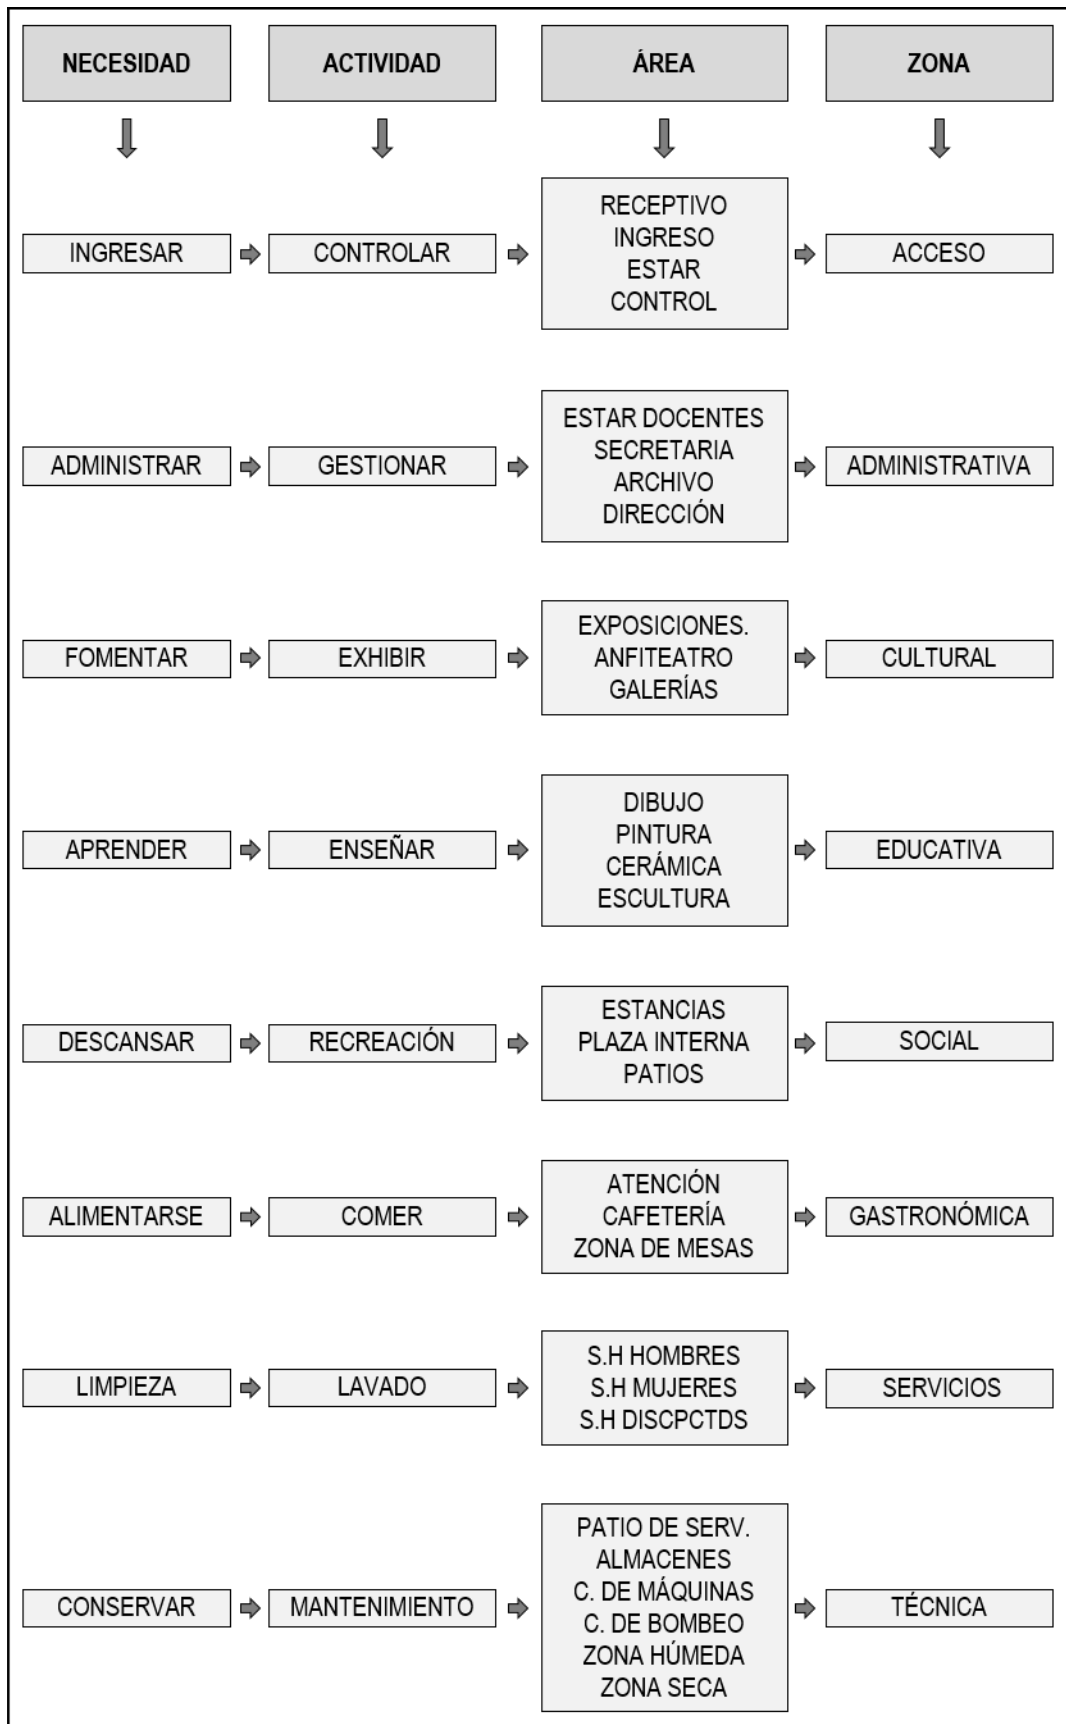 NECESIDAD
ACTIVIDAD
ÁREA
ZONA
INGRESAR
CONTROLAR
RECEPTIVO
INGRESO
ESTAR
CONTROL
ACCESO
ADMINISTRAR
GESTIONAR
ESTAR DOCENTES
SECRETARIA
ARCHIVO
DIRECCIÓN
ADMINISTRATIVA
FOMENTAR
EXHIBIR
EXPOSICIONES.
ANFITEATRO
GALERÍAS
CULTURAL
APRENDER
ENSEÑAR
DIBUJO
PINTURA
CERÁMICA
ESCULTURA
EDUCATIVA
DESCANSAR
RECREACIÓN
ESTANCIAS
PLAZA INTERNA
PATIOS
SOCIAL
ALIMENTARSE
COMER
ATENCIÓN
CAFETERÍA
ZONA DE MESAS
GASTRONÓMICA
LIMPIEZA
LAVADO
S.H HOMBRES
S.H MUJERES
S.H DISCPCTDS
SERVICIOS
CONSERVAR
MANTENIMIENTO
PATIO DE SERV.
ALMACENES
C. DE MÁQUINAS
C. DE BOMBEO
ZONA HÚMEDA
ZONA SECA
TÉCNICA